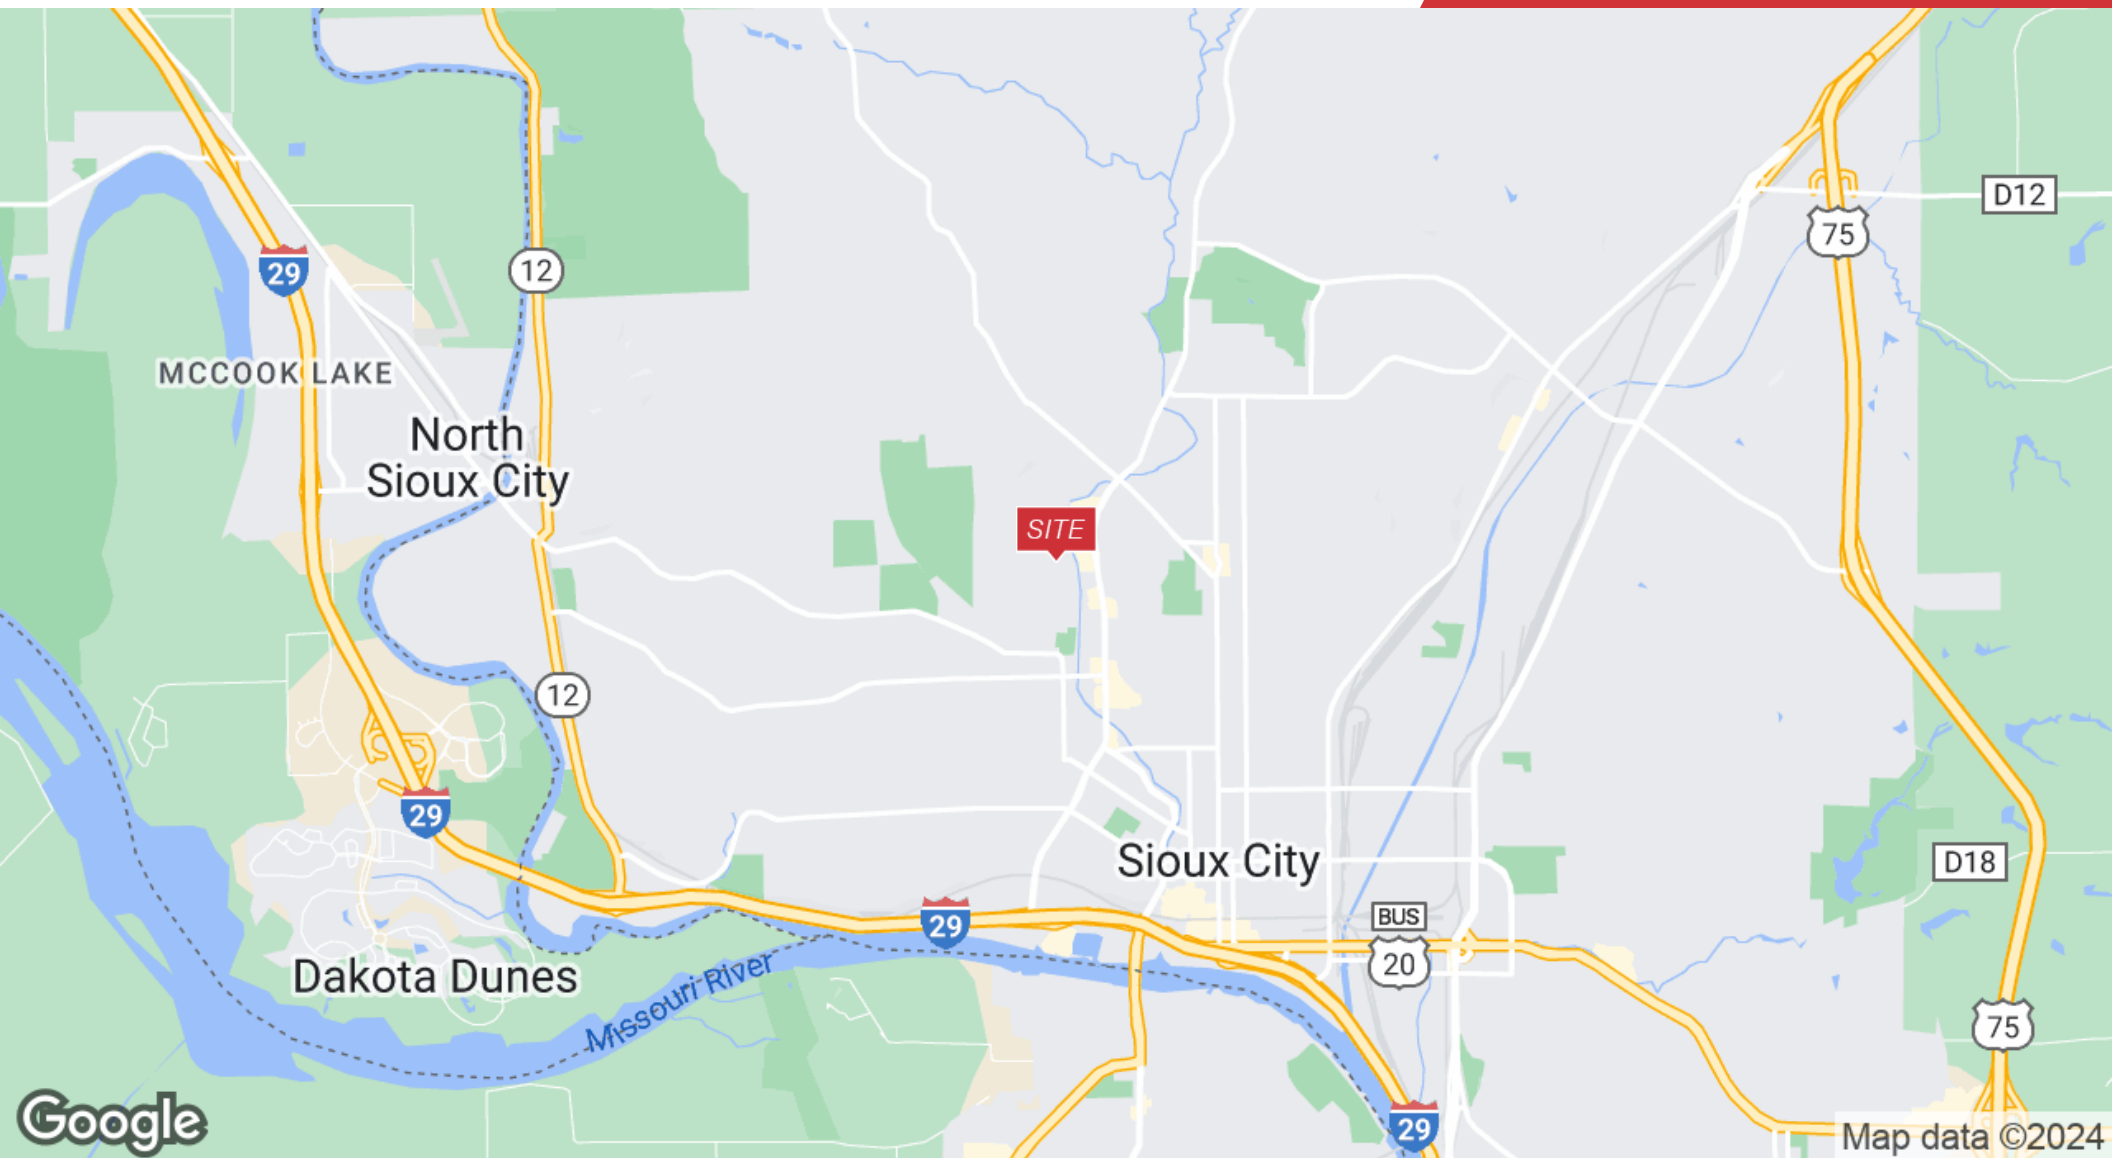 D12
75
29
12
MCCOOK LAKE
North
Sioux City
SITE
12
29
Sioux City
D18
29
BUS
20
Dakota Dunes
Missouri River
75
29
Google
Map data ©2024